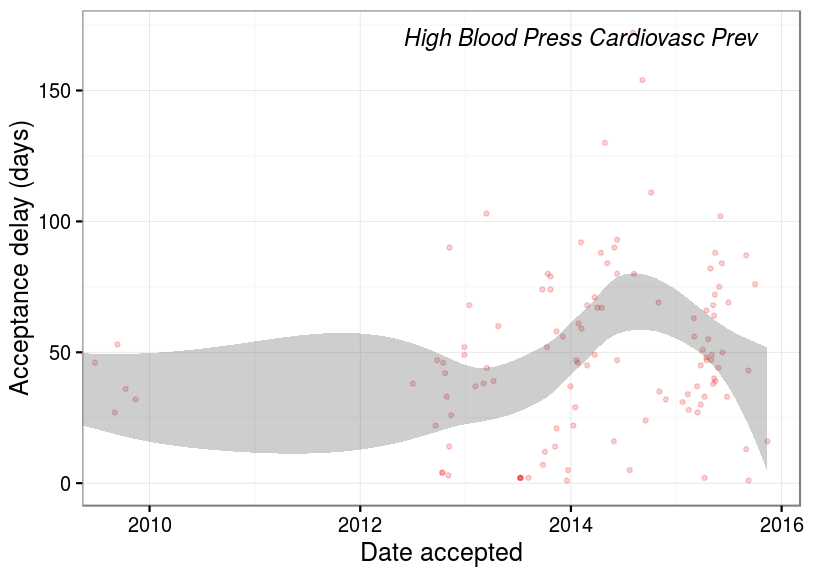 High Blood Press Cardiovasc Prev
Acceptance delay (days)
150
100
50
0
2010
2012
2014
2016
Date accepted